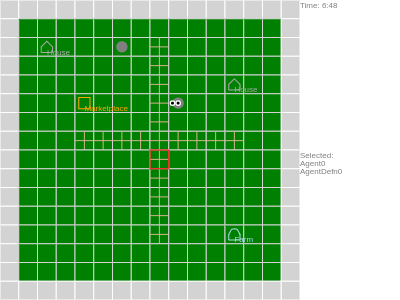 Time: 6:48
House
House
Marketplace
Selected:
Agent0
AgentDefn0
Farm